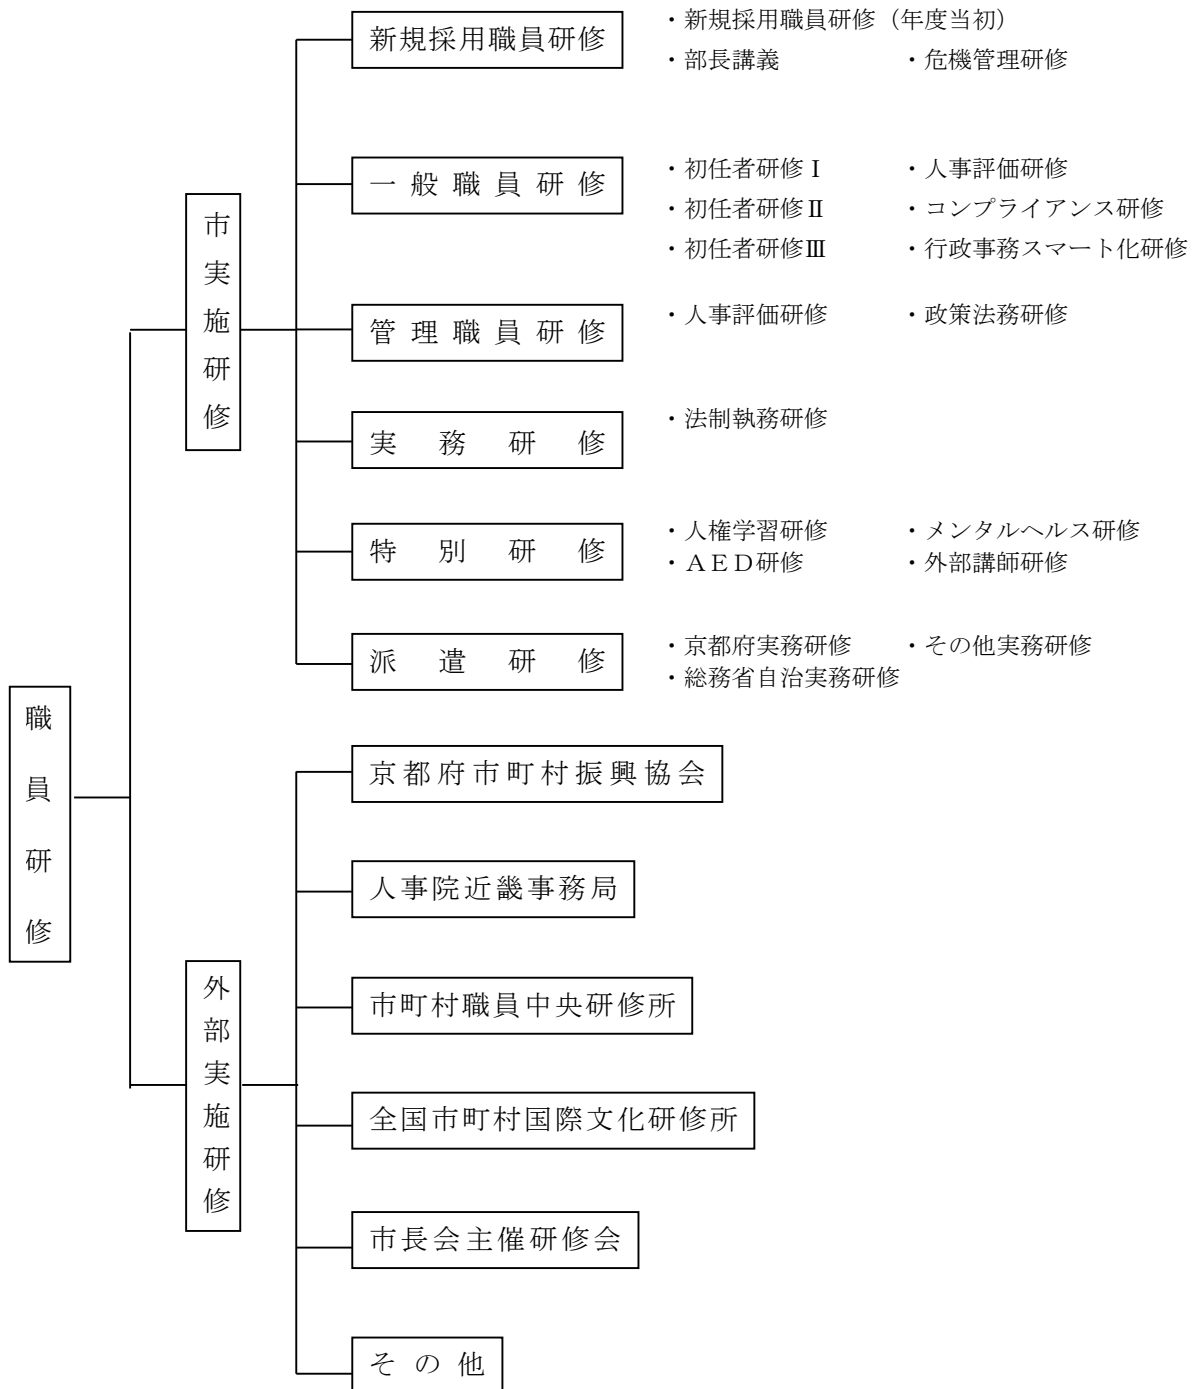 新規採用職員研修
・新規採用職員研修（年度当初）
・部長講義 ・危機管理研修
一般職員研修
・初任者研修Ⅰ ・人事評価研修
・初任者研修Ⅱ ・コンプライアンス研修
・初任者研修Ⅲ ・行政事務スマート化研修
市実施研修
管理職員研修
・人事評価研修 ・政策法務研修
実務研修
・法制執務研修
特別研修
・人権学習研修 ・メンタルヘルス研修
・ＡＥＤ研修 ・外部講師研修
派遣研修
・京都府実務研修 ・その他実務研修
・総務省自治実務研修
職員研修
京都府市町村振興協会
人事院近畿事務局
市町村職員中央研修所
外部実施研修
全国市町村国際文化研修所
市長会主催研修会
その他